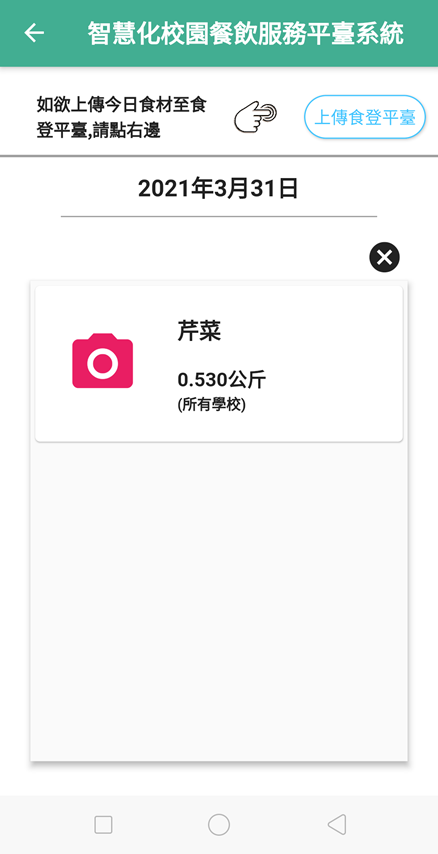 智慧化校園餐飲服務平臺系統
如欲上傳今日食材至食
登平臺,請點右邊
上傳食登平臺
2021年3月31日
芹菜
0.530公斤
(所有學校)